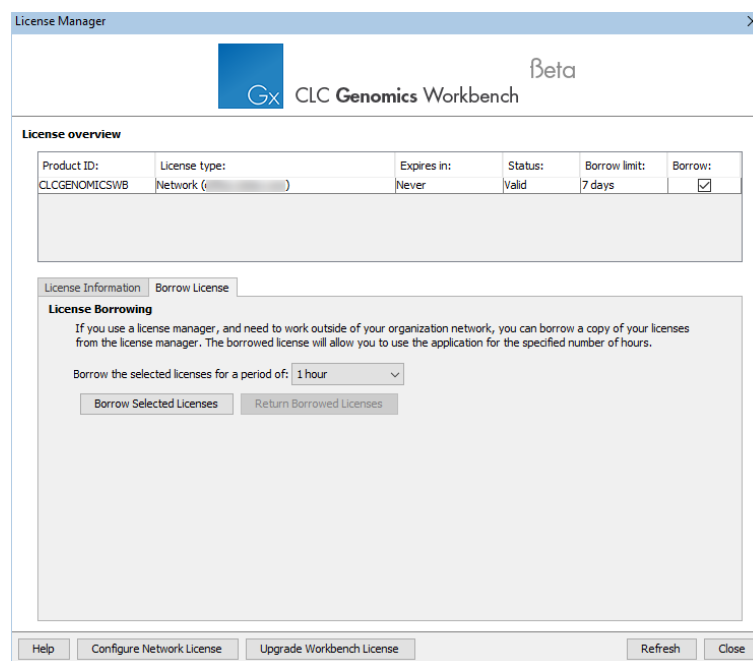 License Manager
Gx CLC Genomics Workbench
ßeta
License overview
Product ID: License type: Expires in: Status: Borrow limit: Borrow:
CLCGENOMICSWB Network ( ) Never Valid 7 days
License Information Borrow License
License Borrowing
If you use a license manager, and need to work outside of your organization network, you can borrow a copy of your licenses
from the license manager. The borrowed license will allow you to use the application for the specified number of hours.
Borrow the selected licenses for a period of: 1 hour
Borrow Selected Licenses Return Borrowed Licenses
Help Configure Network License Upgrade Workbench License Refresh Close